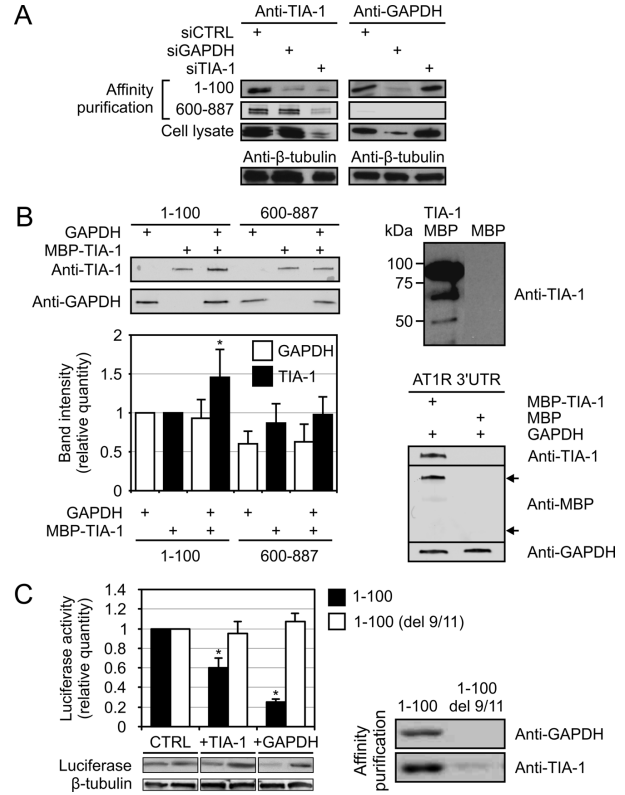 A
Anti-TIA-1 Anti-GAPDH
siCTRL + +
siGAPDH + +
siTIA-1 + +
Affinity purification
1-100
600-887
Cell lysate
Anti-β-tubulin Anti-β-tubulin
B
1-100 600-887
GAPDH + + + +
MBP-TIA-1 + + + +
Anti-TIA-1
Anti-GAPDH
2
1.5
1
0.5
0
Band intensity
(relative quantity)
*
GAPDH
TIA-1
GAPDH + + + +
MBP-TIA-1 + + + +
1-100 600-887
TIA-1
kDa MBP MBP
100
75
50
Anti-TIA-1
AT1R 3'UTR
+ MBP-TIA-1
+ MBP
+ + GAPDH
Anti-TIA-1
Anti-MBP
Anti-GAPDH
C
1.4
1.2
1
0.8
0.6
0.4
0.2
0
Luciferase activity
(relative quantity)
*
*
1-100
1-100 (del 9/11)
CTRL +TIA-1 +GAPDH
Luciferase
β-tubulin
Affinity
purification
1-100
1-100
del 9/11
Anti-GAPDH
Anti-TIA-1